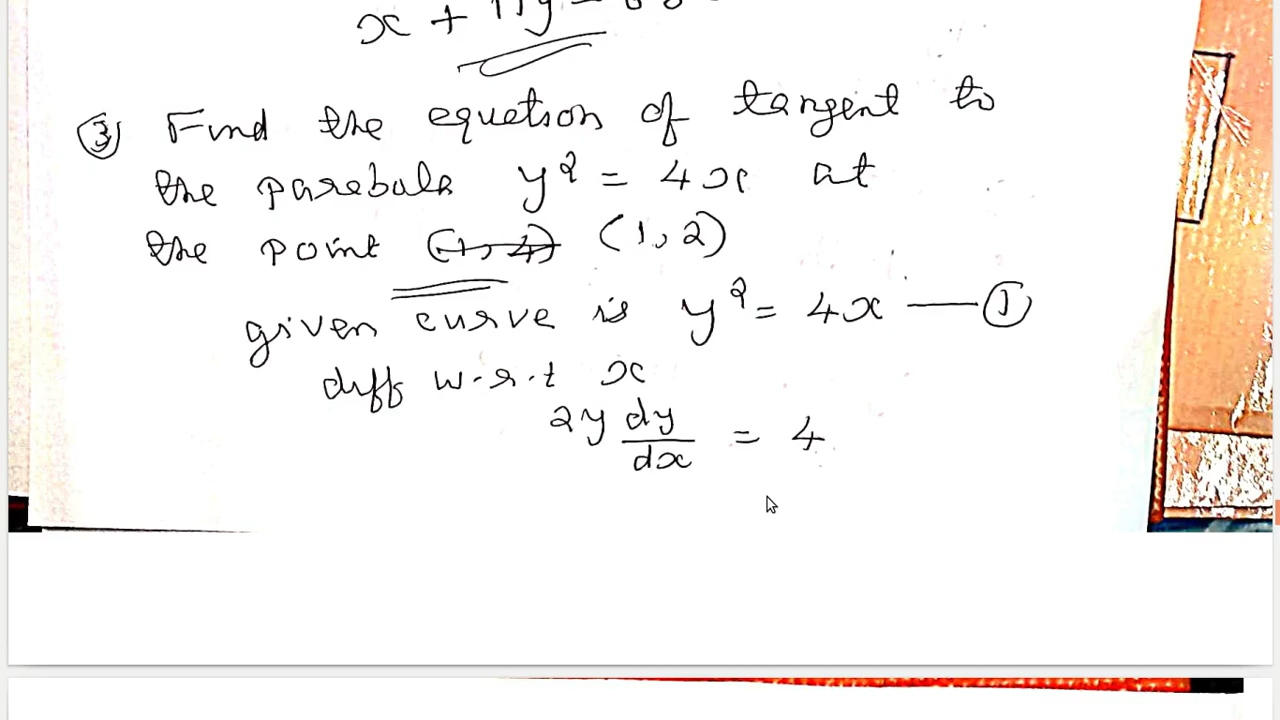 x + 11y
③ Find the equation of tangent to
the parabola y² = 4x at
the point (1, 2)
given curve is y² = 4x —— ①
diff w.r.t x
2y dy/dx = 4